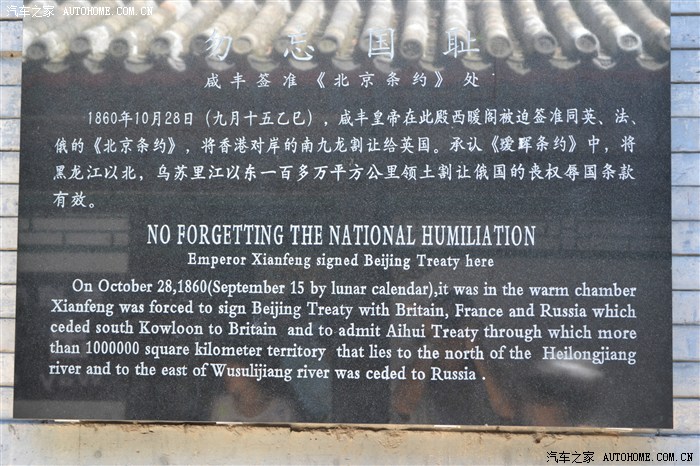 汽车之家 AUTOHOME.COM.CN
勿忘国耻
咸丰签准《北京条约》处
1860年10月28日（九月十五乙巳），咸丰皇帝在此殿西暖阁被迫签准同英、法、
俄的《北京条约》，将香港对岸的南九龙割让给英国。承认《瑷珲条约》中，将
黑龙江以北，乌苏里江以东一百多万平方公里领土割让俄国的丧权辱国条款
有效。
NO FORGETTING THE NATIONAL HUMILIATION
Emperor Xianfeng signed Beijing Treaty here
On October 28,1860(September 15 by lunar calendar),it was in the warm chamber
Xianfeng was forced to sign Beijing Treaty with Britain, France and Russia which
ceded south Kowloon to Britain and to admit Aihui Treaty through which more
than 1000000 square kilometer territory that lies to the north of the Heilongjiang
river and to the east of Wusulijiang river was ceded to Russia .
汽车之家 AUTOHOME.COM.CN